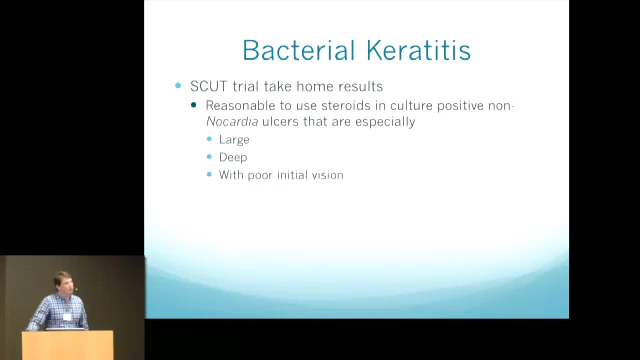 Bacterial Keratitis
SCUT trial take home results
Reasonable to use steroids in culture positive non-
Nocardia ulcers that are especially
Large
Deep
With poor initial vision